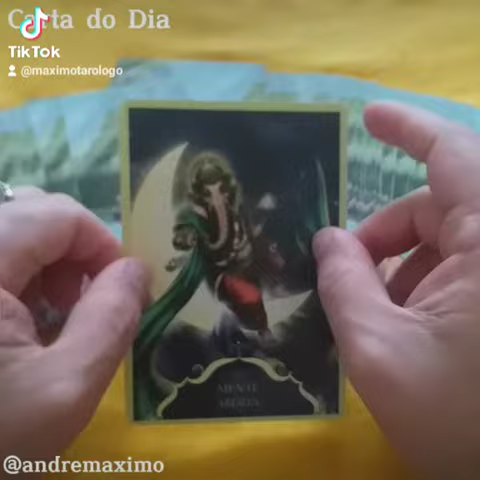 Carta do Dia
TikTok
@maximotarologo
MENTE
ABERTA
@andremaximo